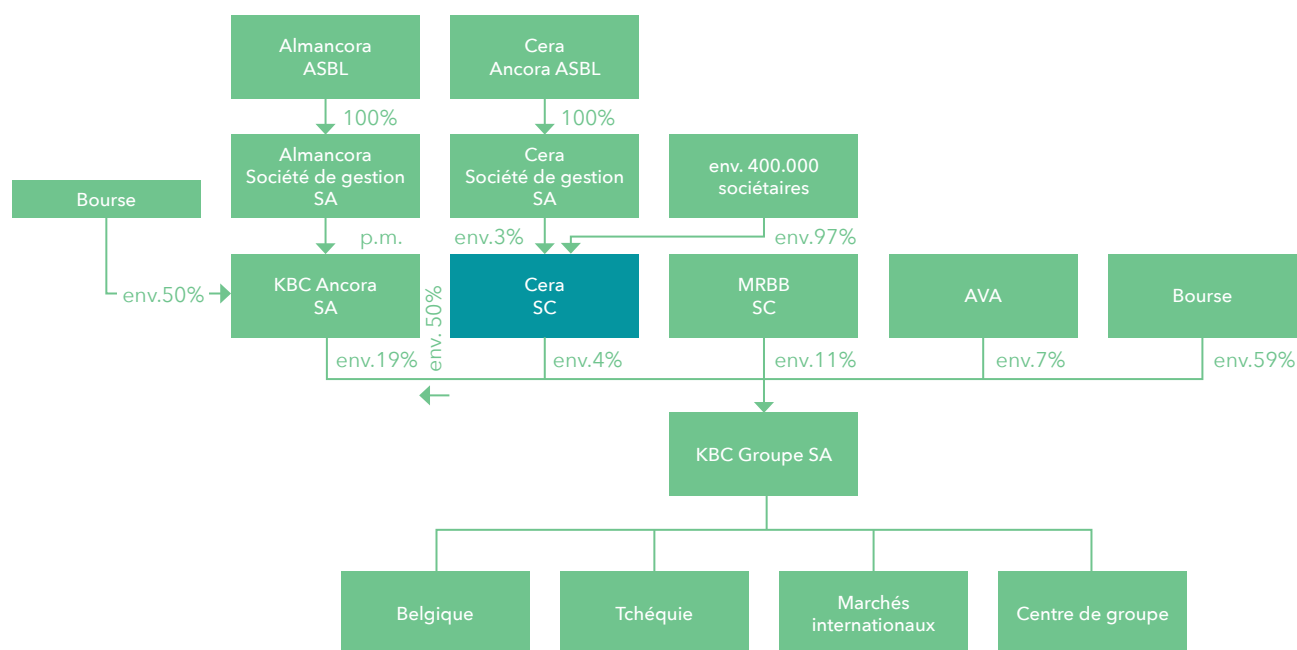 Almancora
ASBL
Cera
Ancora ASBL
100%
100%
Almancora
Société de gestion
SA
Cera
Société de gestion
SA
env. 400.000
sociétaires
Bourse
p.m.
env.3%
env.97%
env.50%
KBC Ancora
SA
env. 50%
Cera
SC
MRBB
SC
AVA
Bourse
env.19%
env.4%
env.11%
env.7%
env.59%
KBC Groupe SA
Belgique
Tchéquie
Marchés
internationaux
Centre de groupe